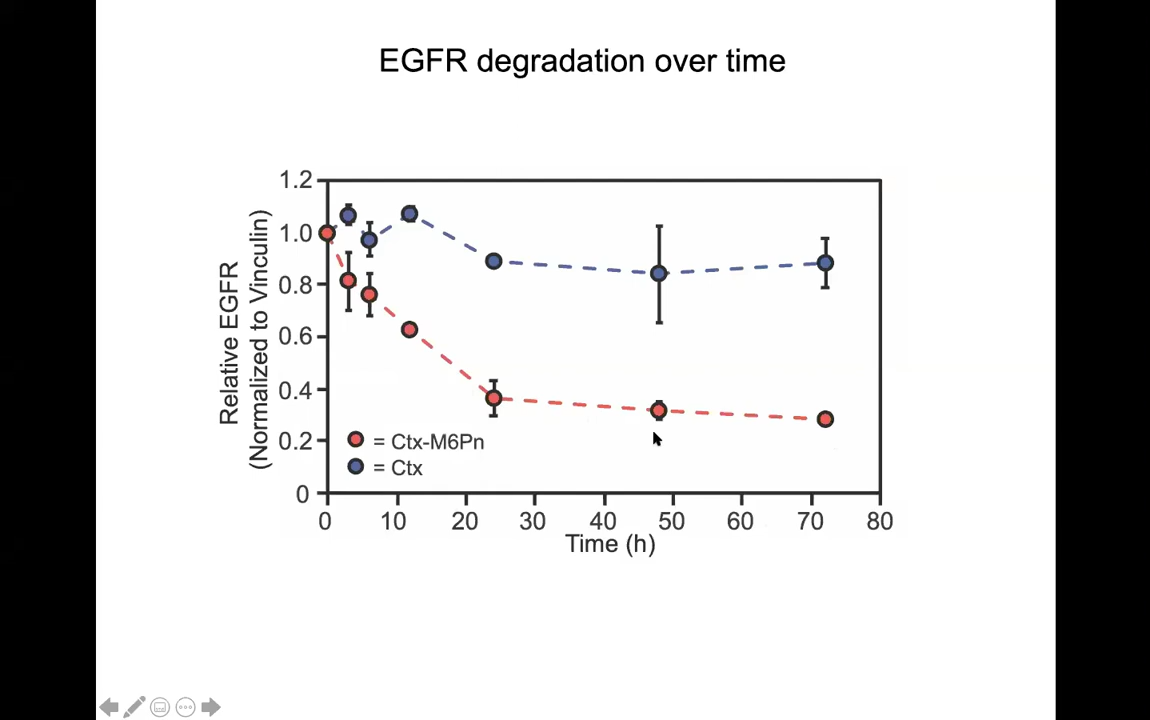 EGFR degradation over time
Relative EGFR
(Normalized to Vinculin)
1.2
1.0
0.8
0.6
0.4
0.2
0
= Ctx-M6Pn
= Ctx
0 10 20 30 40 50 60 70 80
Time (h)